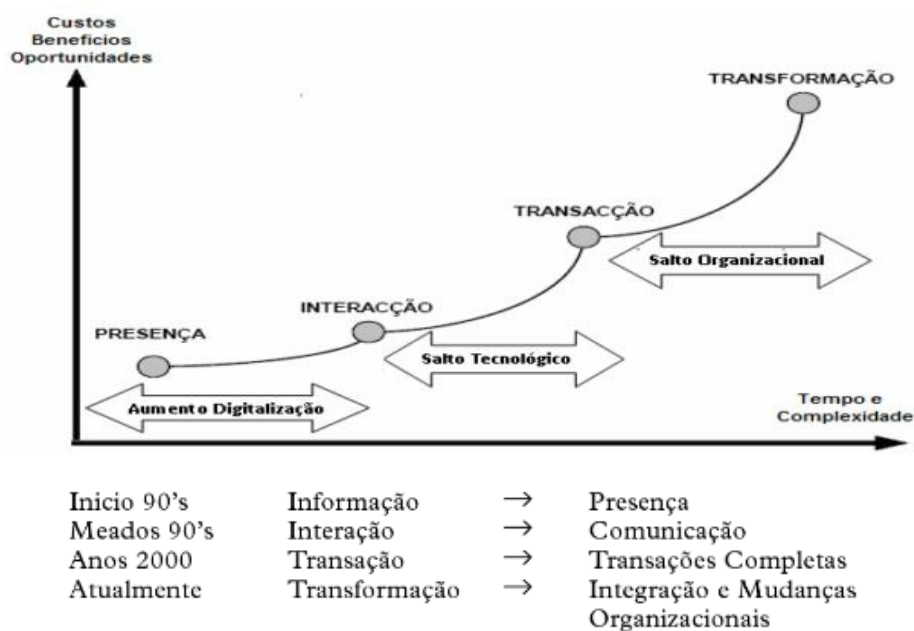 Custos
Beneficios
Oportunidades
TRANSFORMAÇÃO
TRANSACÇÃO
Salto Organizacional
INTERACÇÃO
PRESENÇA
Salto Tecnológico
Aumento Digitalização
Tempo e
Complexidade
Inicio 90's Informação → Presença
Meados 90's Interação → Comunicação
Anos 2000 Transação → Transações Completas
Atualmente Transformação → Integração e Mudanças
Organizacionais